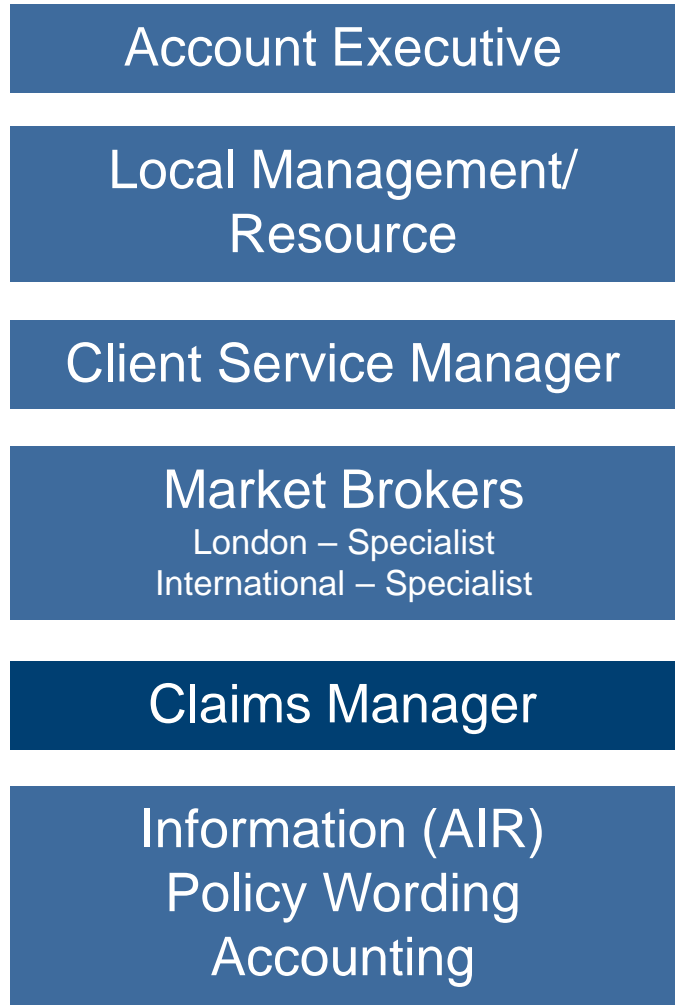 Account Executive
Local Management/
Resource
Client Service Manager
Market Brokers
London – Specialist
International – Specialist
Claims Manager
Information (AIR)
Policy Wording
Accounting